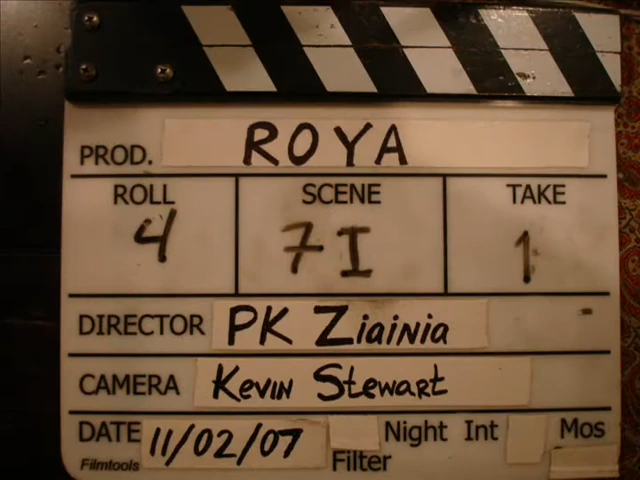 PROD. ROYA
ROLL SCENE TAKE
4 7I 1
DIRECTOR PK Ziainia
CAMERA Kevin Stewart
DATE 11/02/07 Night Int Mos
Filmtools Filter